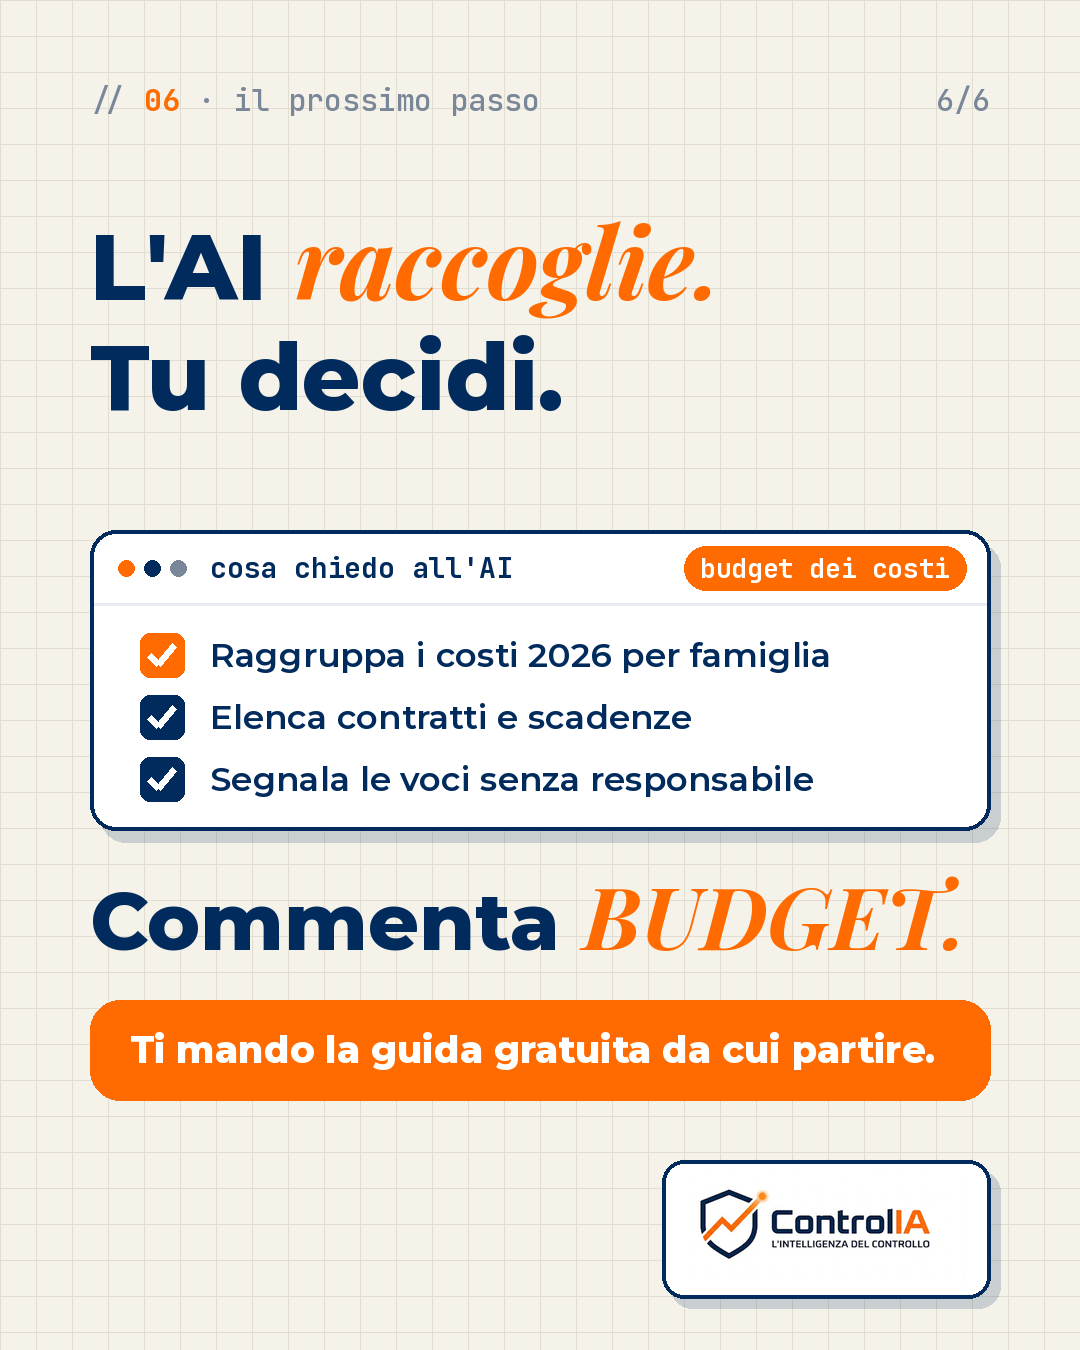 // 06 · il prossimo passo
6/6
L'AI raccoglie.
Tu decidi.
cosa chiedo all'AI
budget dei costi
Raggruppa i costi 2026 per famiglia
Elenca contratti e scadenze
Segnala le voci senza responsabile
Commenta BUDGET.
Ti mando la guida gratuita da cui partire.
ControlIA
L'INTELLIGENZA DEL CONTROLLO